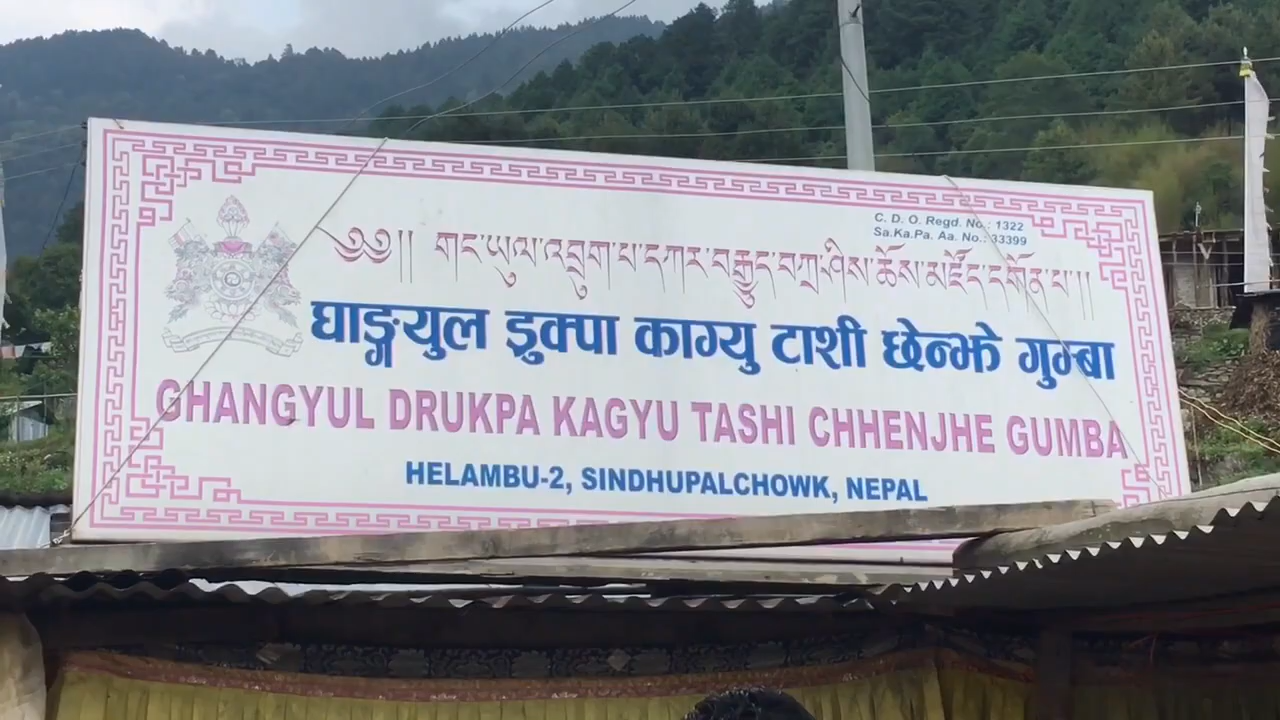 C. D. O. Regd. No.: 1322
Sa.Ka.Pa. Aa. No.: 33399
༄༅།། གང་ཡུལ་འབྲུག་པ་དཀར་བརྒྱུད་བཀྲ་ཤིས་ཆོས་མཛོད་དགོན་པ།།
घाङ्गयुल ड्रुक्पा काग्यु टाशी छेन्झे गुम्बा
GHANGYUL DRUKPA KAGYU TASHI CHHENJHE GUMBA
HELAMBU-2, SINDHUPALCHOWK, NEPAL